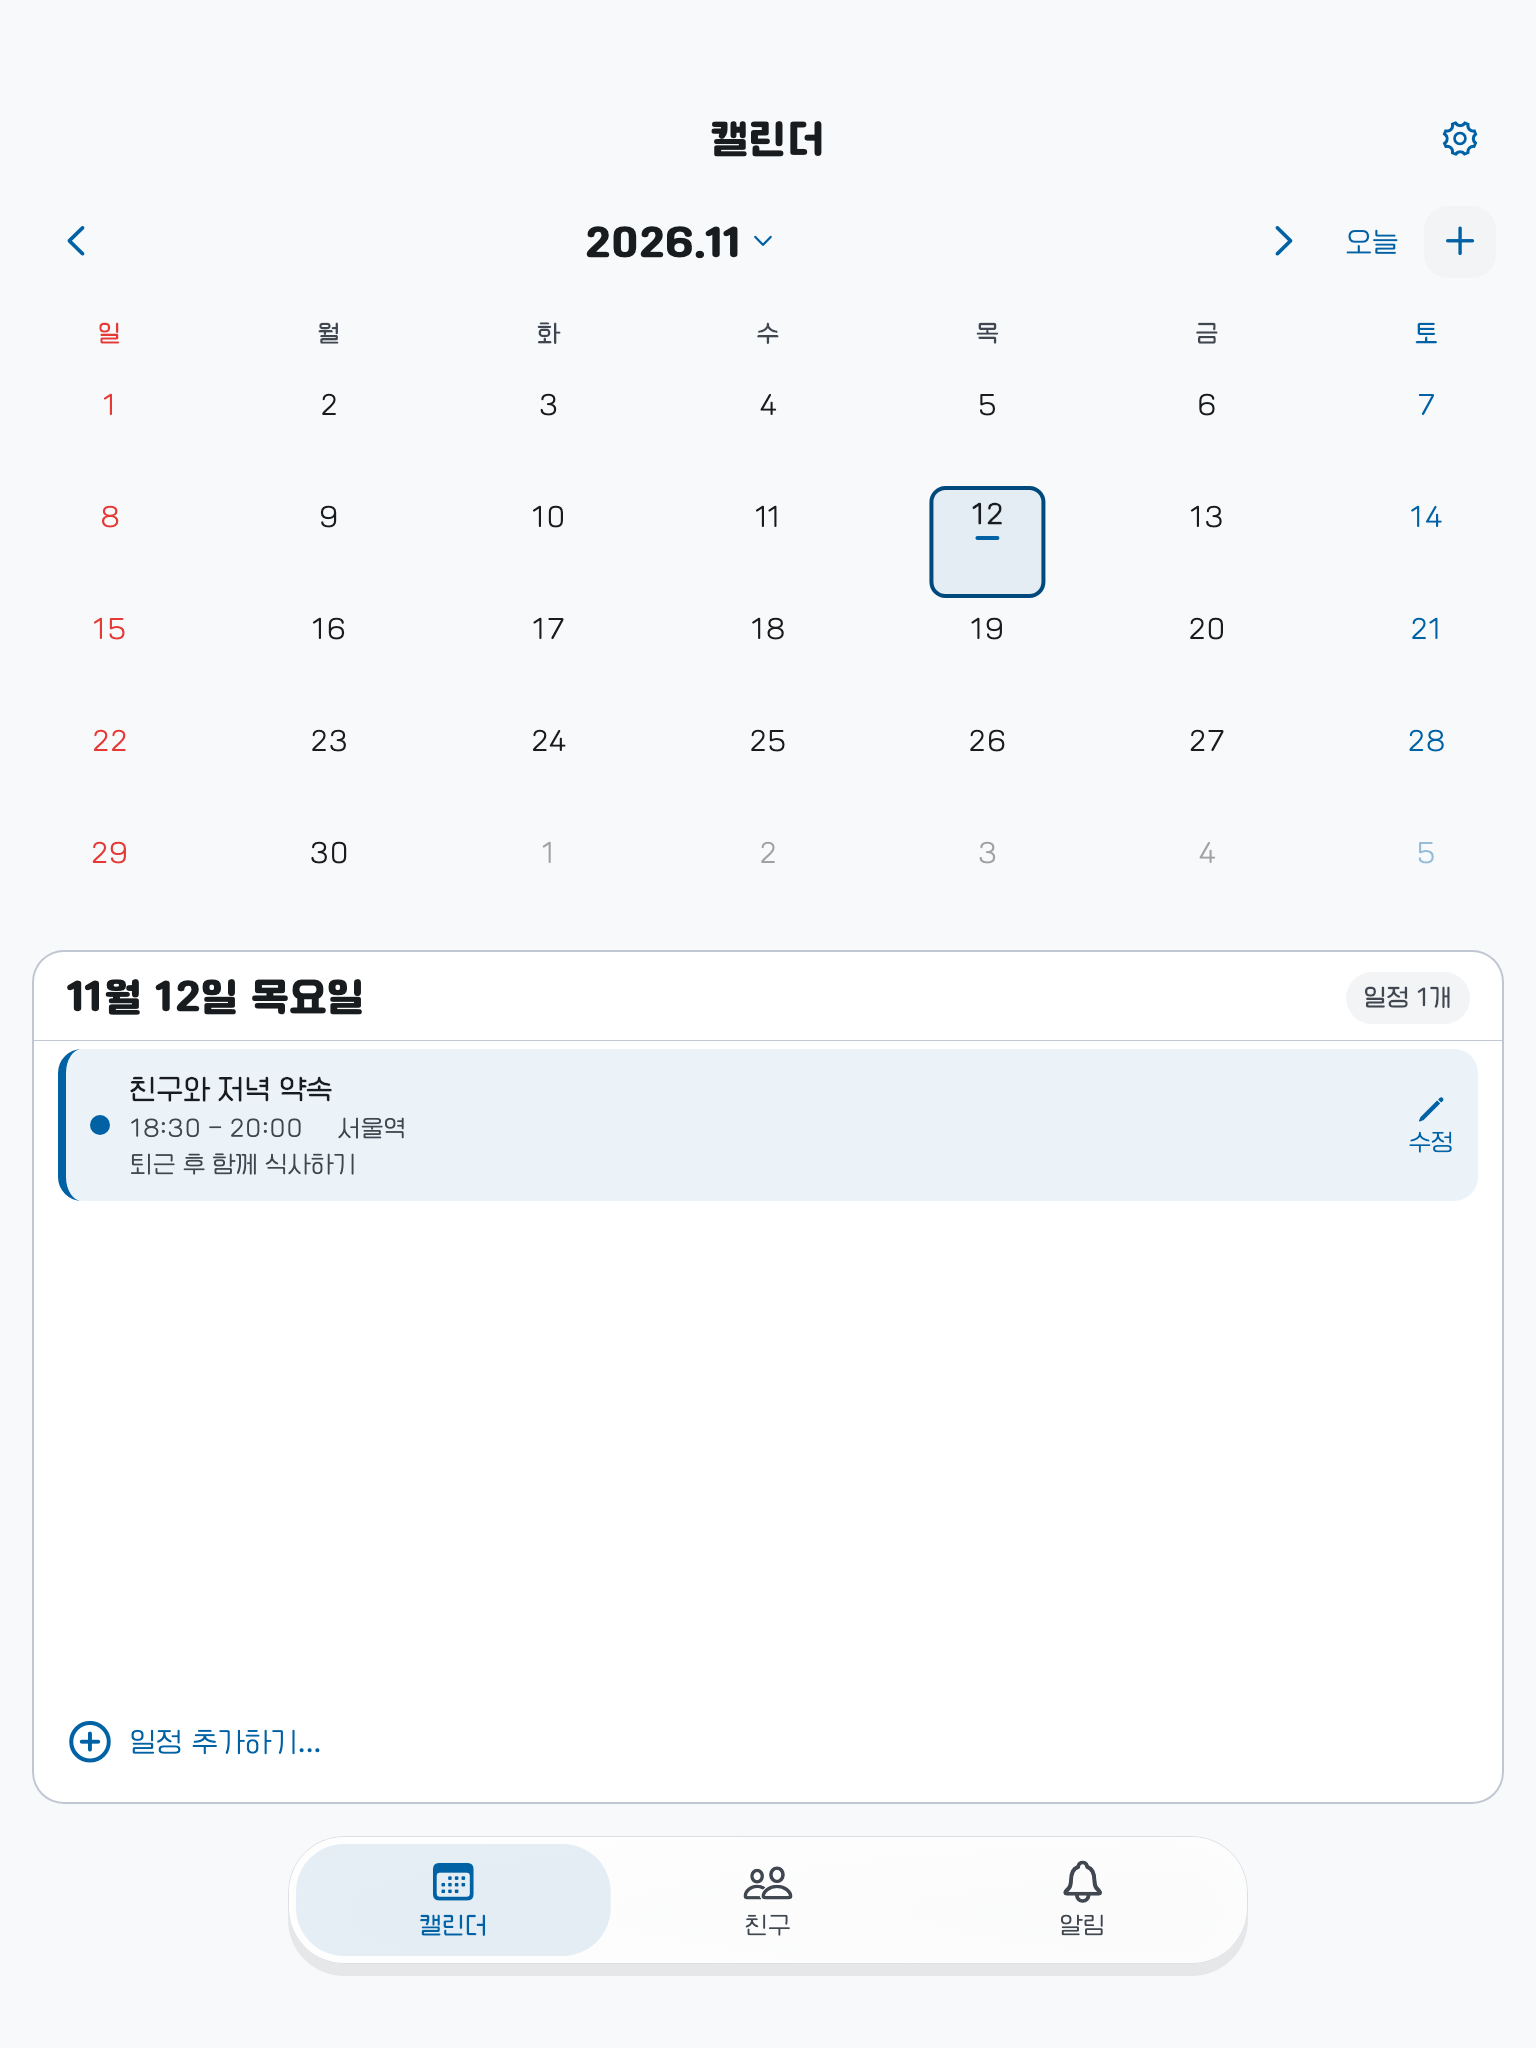 캘린더
2026.11
오늘
일 월 화 수 목 금 토
1 2 3 4 5 6 7
8 9 10 11 12 13 14
15 16 17 18 19 20 21
22 23 24 25 26 27 28
29 30 1 2 3 4 5
11월 12일 목요일 일정 1개
친구와 저녁 약속
18:30 – 20:00 서울역
퇴근 후 함께 식사하기
수정
일정 추가하기...
캘린더 친구 알림